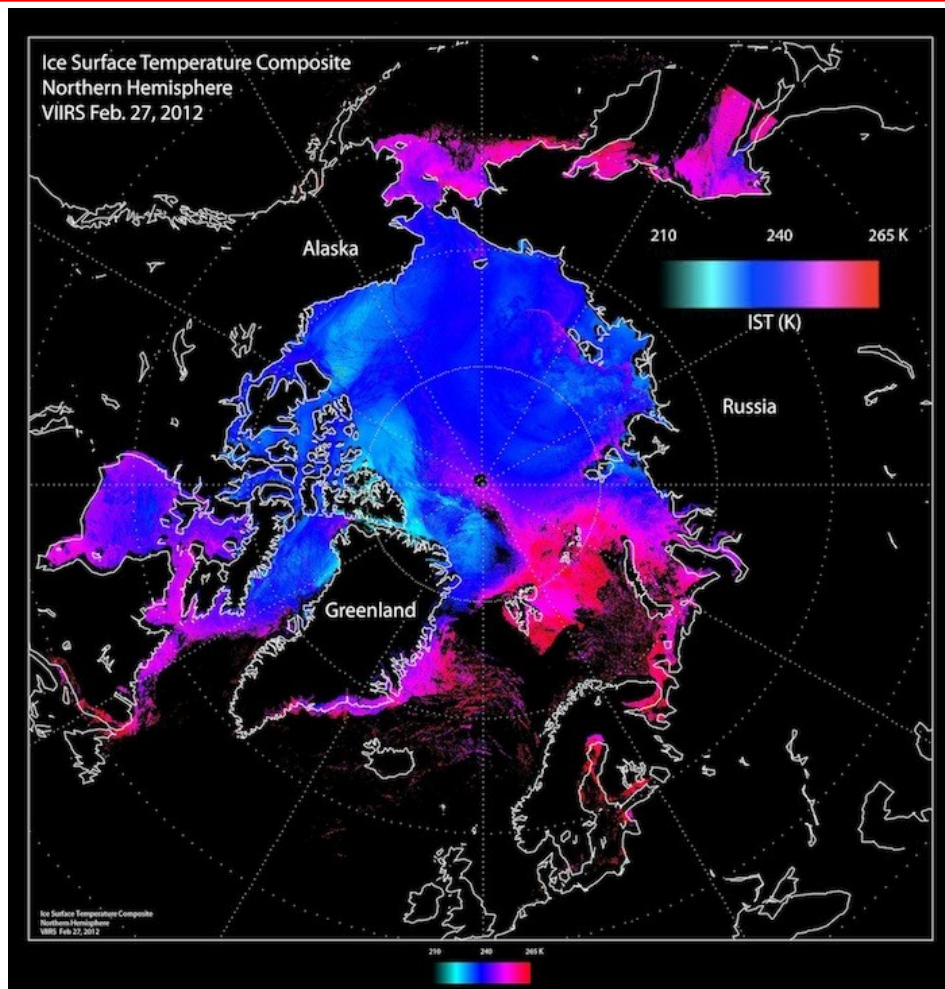 Ice Surface Temperature Composite
Northern Hemisphere
VIIRS Feb. 27, 2012
Alaska
210 240 265 K
IST (K)
Russia
Greenland
Ice Surface Temperature Composite
Northern Hemisphere
VIIRS Feb 27, 2012
210 240 265 K